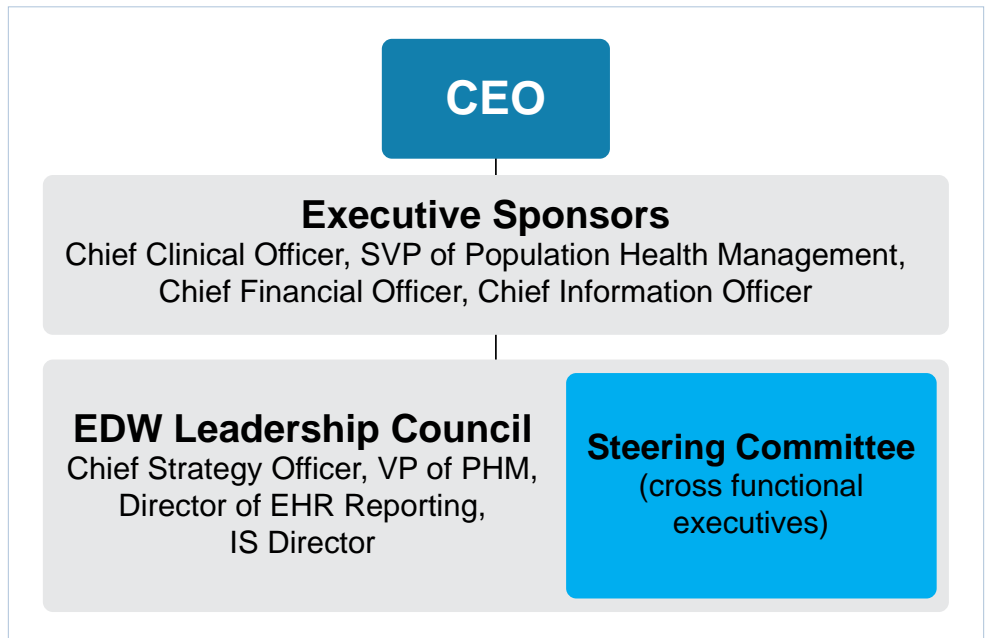 CEO
Executive Sponsors
Chief Clinical Officer, SVP of Population Health Management,
Chief Financial Officer, Chief Information Officer
EDW Leadership Council
Chief Strategy Officer, VP of PHM,
Director of EHR Reporting,
IS Director
Steering Committee
(cross functional
executives)